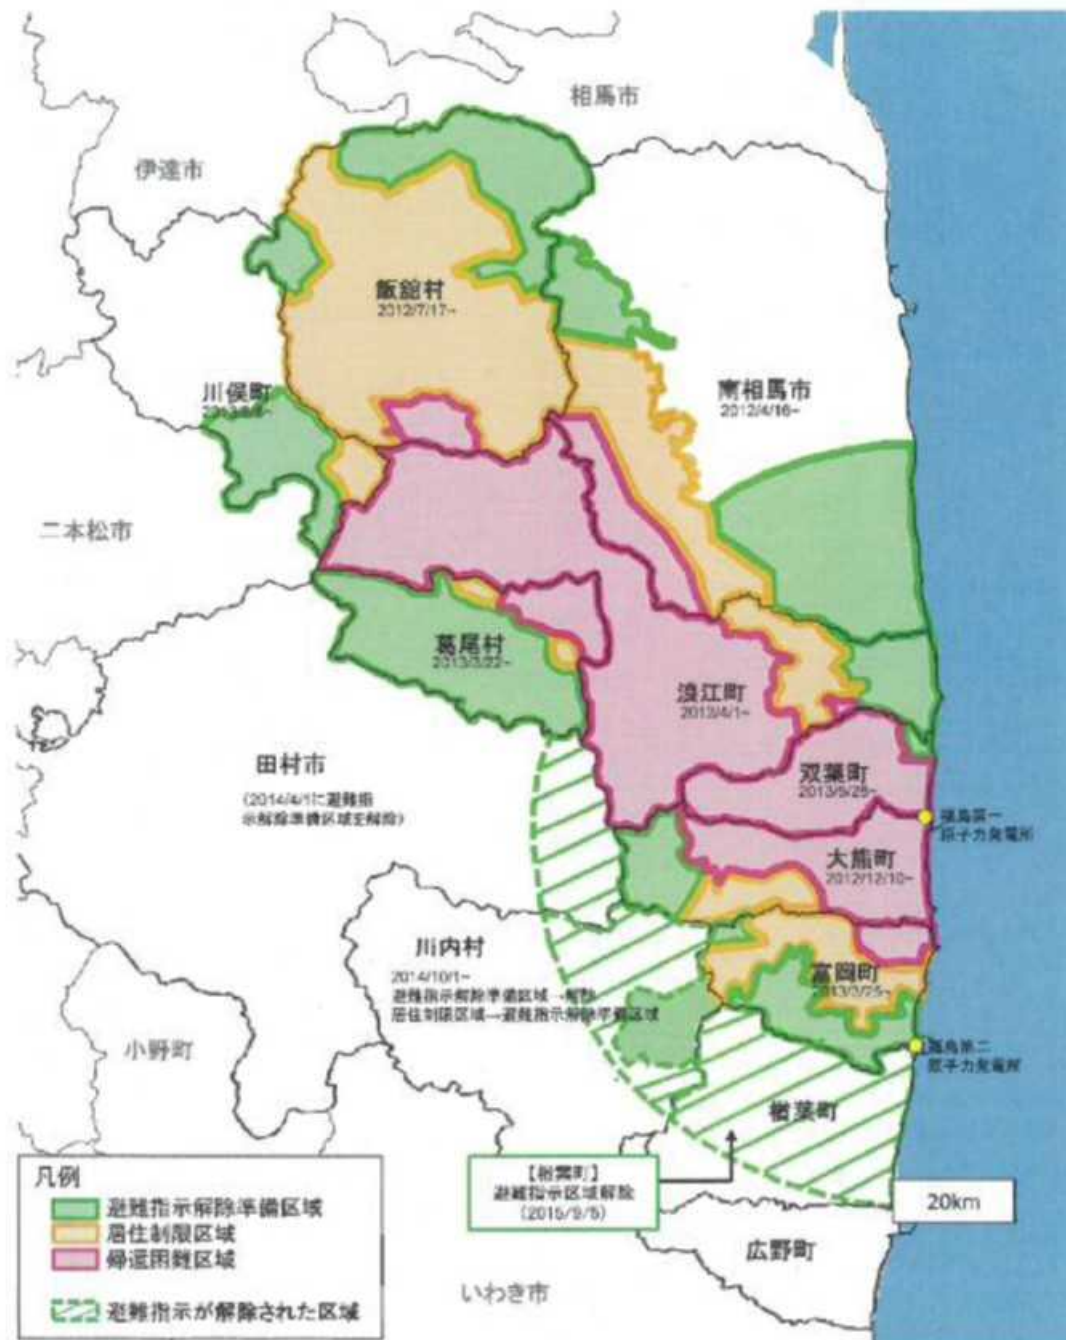 相馬市
伊達市
飯舘村
2012/7/17~
川俣町
南相馬市
2012/4/16~
二本松市
葛尾村
2013/3/22~
浪江町
2013/4/1~
田村市
(2014/4/1に避難指
示解除準備区域を解除)
双葉町
2013/5/28~
福島第一
原子力発電所
大熊町
2012/12/10~
川内村
2014/10/1~
避難指示解除準備区域→解除
居住制限区域→避難指示解除準備区域
富岡町
2013/3/25~
小野町
福島第二
原子力発電所
楢葉町
【楢葉町】
避難指示区域解除
(2015/9/5)
20km
広野町
いわき市
凡例
避難指示解除準備区域
居住制限区域
帰還困難区域
避難指示が解除された区域